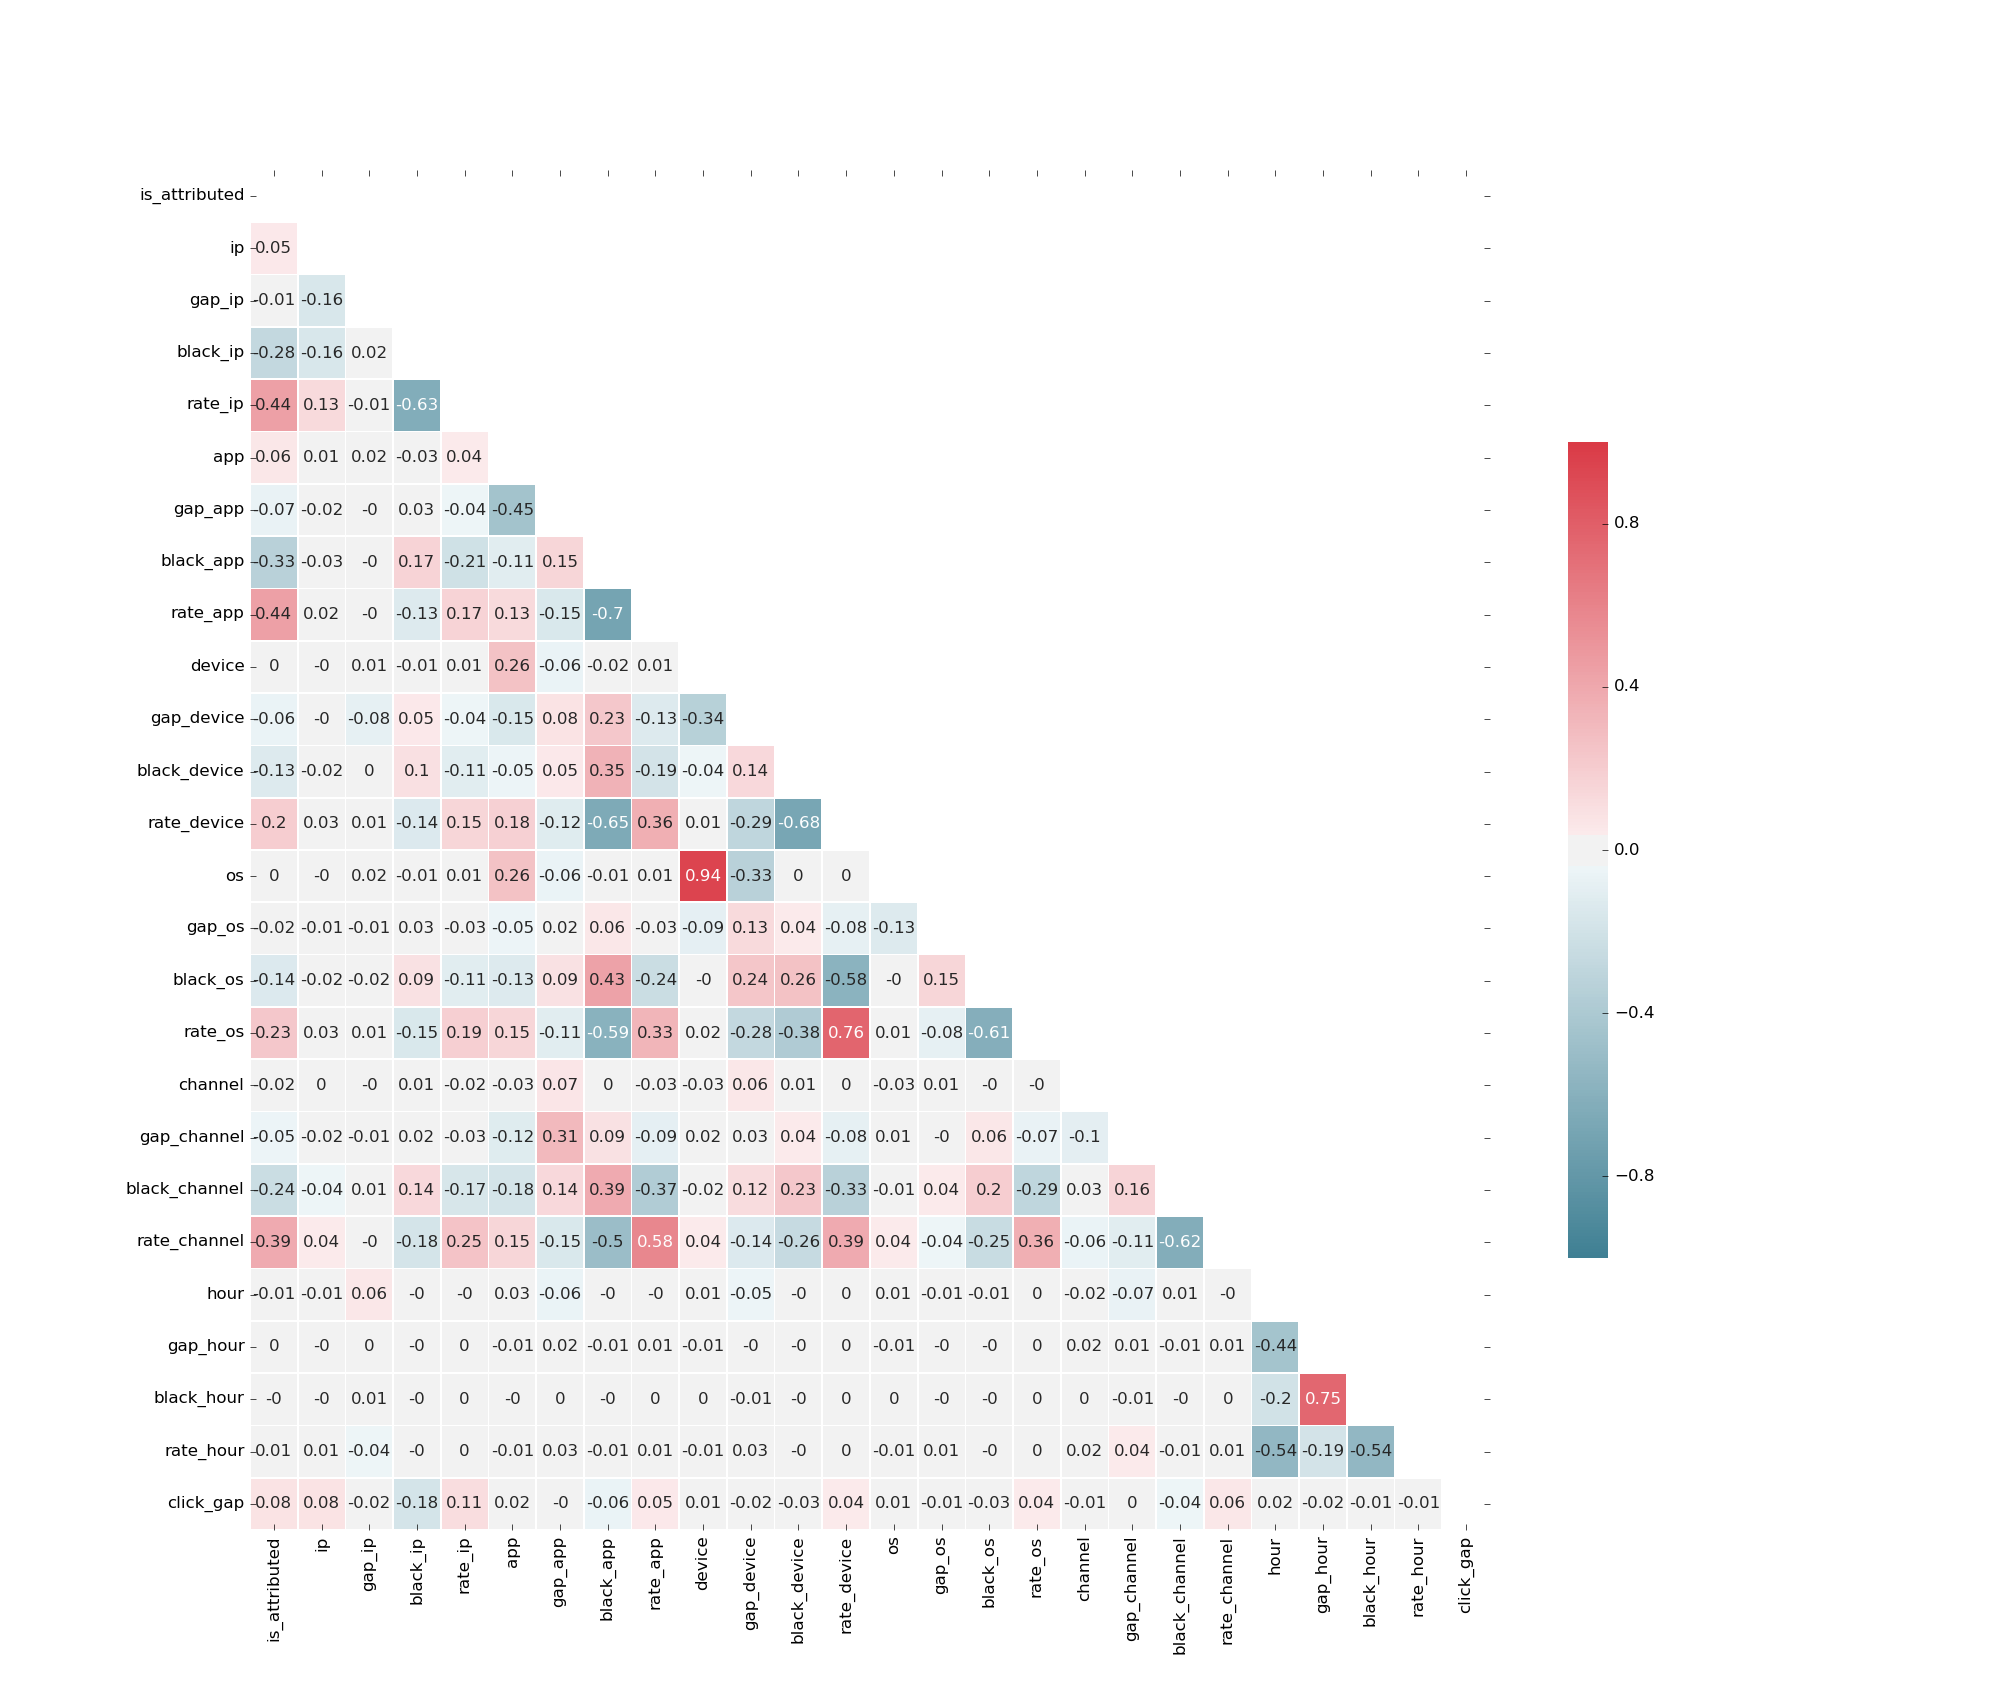 is_attributed
ip 0.05
gap_ip -0.01 -0.16
black_ip -0.28 -0.16 0.02
rate_ip 0.44 0.13 -0.01 -0.63
app 0.06 0.01 0.02 -0.03 0.04
gap_app -0.07 -0.02 -0 0.03 -0.04 -0.45
black_app -0.33 -0.03 -0 0.17 -0.21 -0.11 0.15
rate_app 0.44 0.02 -0 -0.13 0.17 0.13 -0.15 -0.7
device 0 -0 0.01 -0.01 0.01 0.26 -0.06 -0.02 0.01
gap_device -0.06 -0 -0.08 0.05 -0.04 -0.15 0.08 0.23 -0.13 -0.34
black_device -0.13 -0.02 0 0.1 -0.11 -0.05 0.05 0.35 -0.19 -0.04 0.14
rate_device 0.2 0.03 0.01 -0.14 0.15 0.18 -0.12 -0.65 0.36 0.01 -0.29 -0.68
os 0 -0 0.02 -0.01 0.01 0.26 -0.06 -0.01 0.01 0.94 -0.33 0 0
gap_os -0.02 -0.01 -0.01 0.03 -0.03 -0.05 0.02 0.06 -0.03 -0.09 0.13 0.04 -0.08 -0.13
black_os -0.14 -0.02 -0.02 0.09 -0.11 -0.13 0.09 0.43 -0.24 -0 0.24 0.26 -0.58 -0 0.15
rate_os 0.23 0.03 0.01 -0.15 0.19 0.15 -0.11 -0.59 0.33 0.02 -0.28 -0.38 0.76 0.01 -0.08 -0.61
channel -0.02 0 -0 0.01 -0.02 -0.03 0.07 0 -0.03 -0.03 0.06 0.01 0 -0.03 0.01 -0 -0
gap_channel -0.05 -0.02 -0.01 0.02 -0.03 -0.12 0.31 0.09 -0.09 0.02 0.03 0.04 -0.08 0.01 -0 0.06 -0.07 -0.1
black_channel -0.24 -0.04 0.01 0.14 -0.17 -0.18 0.14 0.39 -0.37 -0.02 0.12 0.23 -0.33 -0.01 0.04 0.2 -0.29 0.03 0.16
rate_channel 0.39 0.04 -0 -0.18 0.25 0.15 -0.15 -0.5 0.58 0.04 -0.14 -0.26 0.39 0.04 -0.04 -0.25 0.36 -0.06 -0.11 -0.62
hour -0.01 -0.01 0.06 -0 -0 0.03 -0.06 -0 -0 0.01 -0.05 -0 0 0.01 -0.01 -0.01 0 -0.02 -0.07 0.01 -0
gap_hour 0 -0 0 -0 0 -0.01 0.02 -0.01 0.01 -0.01 -0 -0 0 -0.01 -0 -0 0 0.02 0.01 -0.01 0.01 -0.44
black_hour -0 -0 0.01 -0 0 -0 0 -0 0 0 -0.01 -0 0 0 0 -0 0 0 -0.01 -0 0 -0.2 0.75
rate_hour -0.01 0.01 -0.04 -0 0 -0.01 0.03 -0.01 0.01 -0.01 0.03 -0 0 -0.01 0.01 -0 0 0.02 0.04 -0.01 0.01 -0.54 -0.19 -0.54
click_gap 0.08 0.08 -0.02 -0.18 0.11 0.02 -0 -0.06 0.05 0.01 -0.02 -0.03 0.04 0.01 -0.01 -0.03 0.04 -0.01 0 -0.04 0.06 0.02 -0.02 -0.01 -0.01
is_attributed
ip
gap_ip
black_ip
rate_ip
app
gap_app
black_app
rate_app
device
gap_device
black_device
rate_device
os
gap_os
black_os
rate_os
channel
gap_channel
black_channel
rate_channel
hour
gap_hour
black_hour
rate_hour
click_gap
0.8
0.4
0.0
−0.4
−0.8